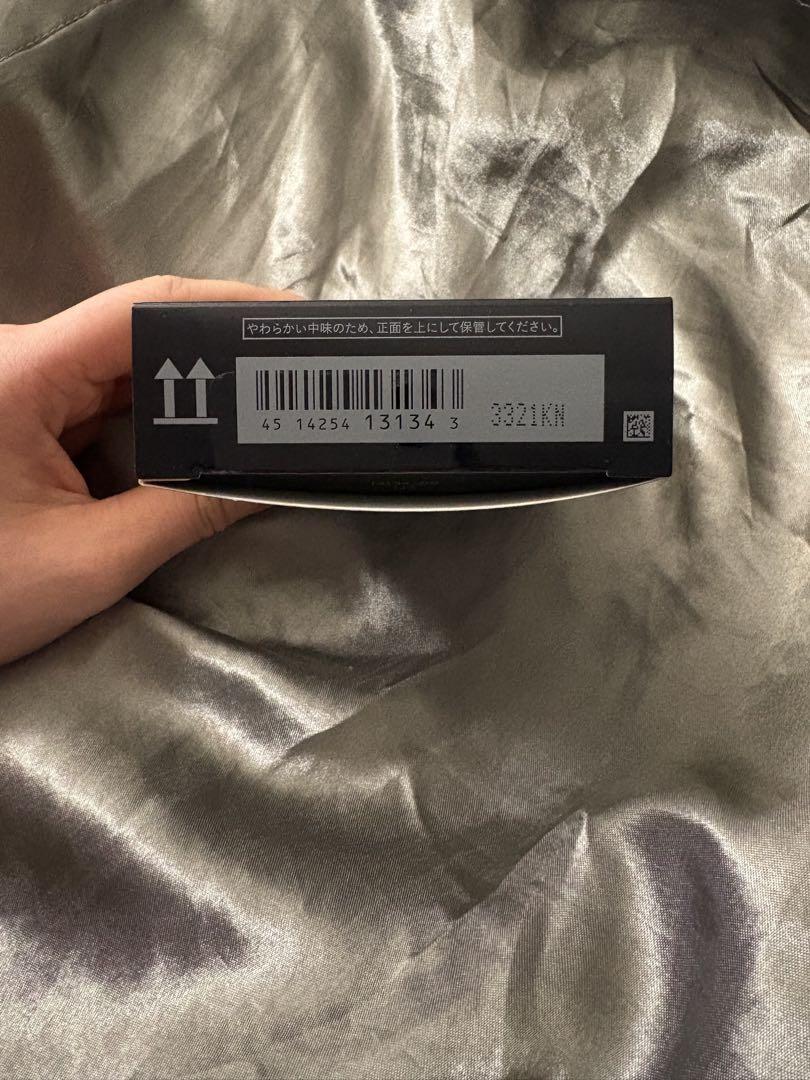 やわらかい中味のため、正面を上にして保管してください。
45 14254 13134 3
3321KN